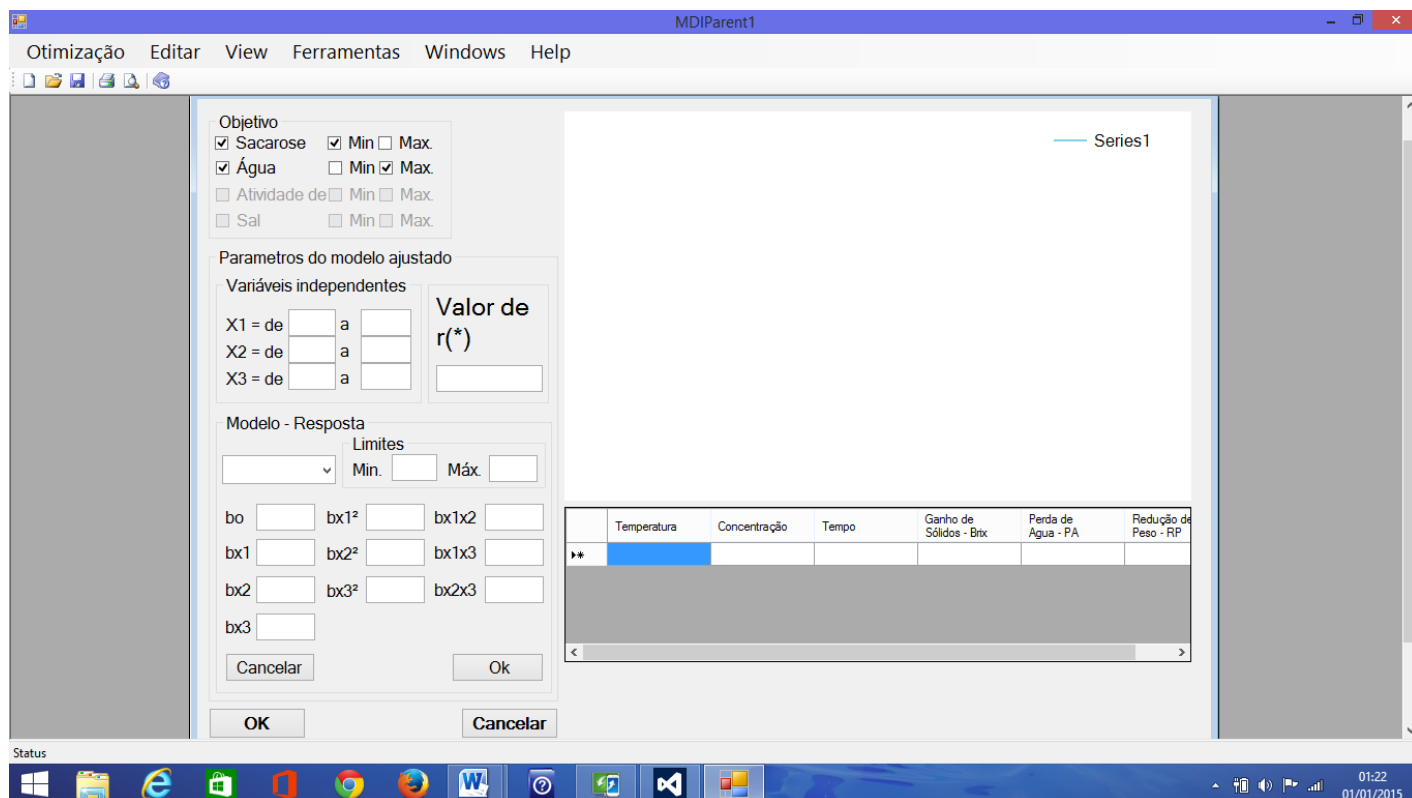 MDIParent1
Otimização Editar View Ferramentas Windows Help
Objetivo
Sacarose Min Max.
Água Min Max.
Atividade de Min Max.
Sal Min Max.
Series1
Parametros do modelo ajustado
Variáveis independentes
X1 = de a
X2 = de a
X3 = de a
Valor de
r(*)
Modelo - Resposta
Limites
Min. Máx.
bo bx1² bx1x2
bx1 bx2² bx1x3
bx2 bx3² bx2x3
bx3
Cancelar Ok
OK Cancelar
Temperatura Concentração Tempo
Ganho de
Sólidos - Brix
Perda de
Agua - PA
Redução de
Peso - RP
Status
01:22
01/01/2015